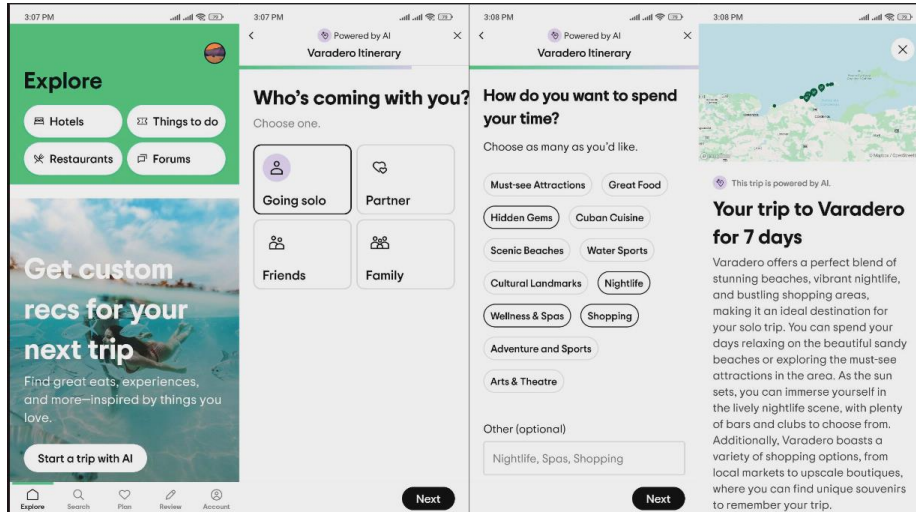 3:07 PM
Explore
Hotels
Things to do
Restaurants
Forums
Get custom
recs for your
next trip
Find great eats, experiences,
and more—inspired by things you
love.
Start a trip with AI
Explore
Search
Plan
Review
Account
3:07 PM
Powered by AI
Varadero Itinerary
Who's coming with you?
Choose one.
Going solo
Partner
Friends
Family
Next
3:08 PM
Powered by AI
Varadero Itinerary
How do you want to spend
your time?
Choose as many as you'd like.
Must-see Attractions
Great Food
Hidden Gems
Cuban Cuisine
Scenic Beaches
Water Sports
Cultural Landmarks
Nightlife
Wellness & Spas
Shopping
Adventure and Sports
Arts & Theatre
Other (optional)
Nightlife, Spas, Shopping
Next
3:08 PM
This trip is powered by AI.
Your trip to Varadero
for 7 days
Varadero offers a perfect blend of
stunning beaches, vibrant nightlife,
and bustling shopping areas,
making it an ideal destination for
your solo trip. You can spend your
days relaxing on the beautiful sandy
beaches or exploring the must-see
attractions in the area. As the sun
sets, you can immerse yourself in
the lively nightlife scene, with plenty
of bars and clubs to choose from.
Additionally, Varadero boasts a
variety of shopping options, from
local markets to upscale boutiques,
where you can find unique souvenirs
to remember your trip.